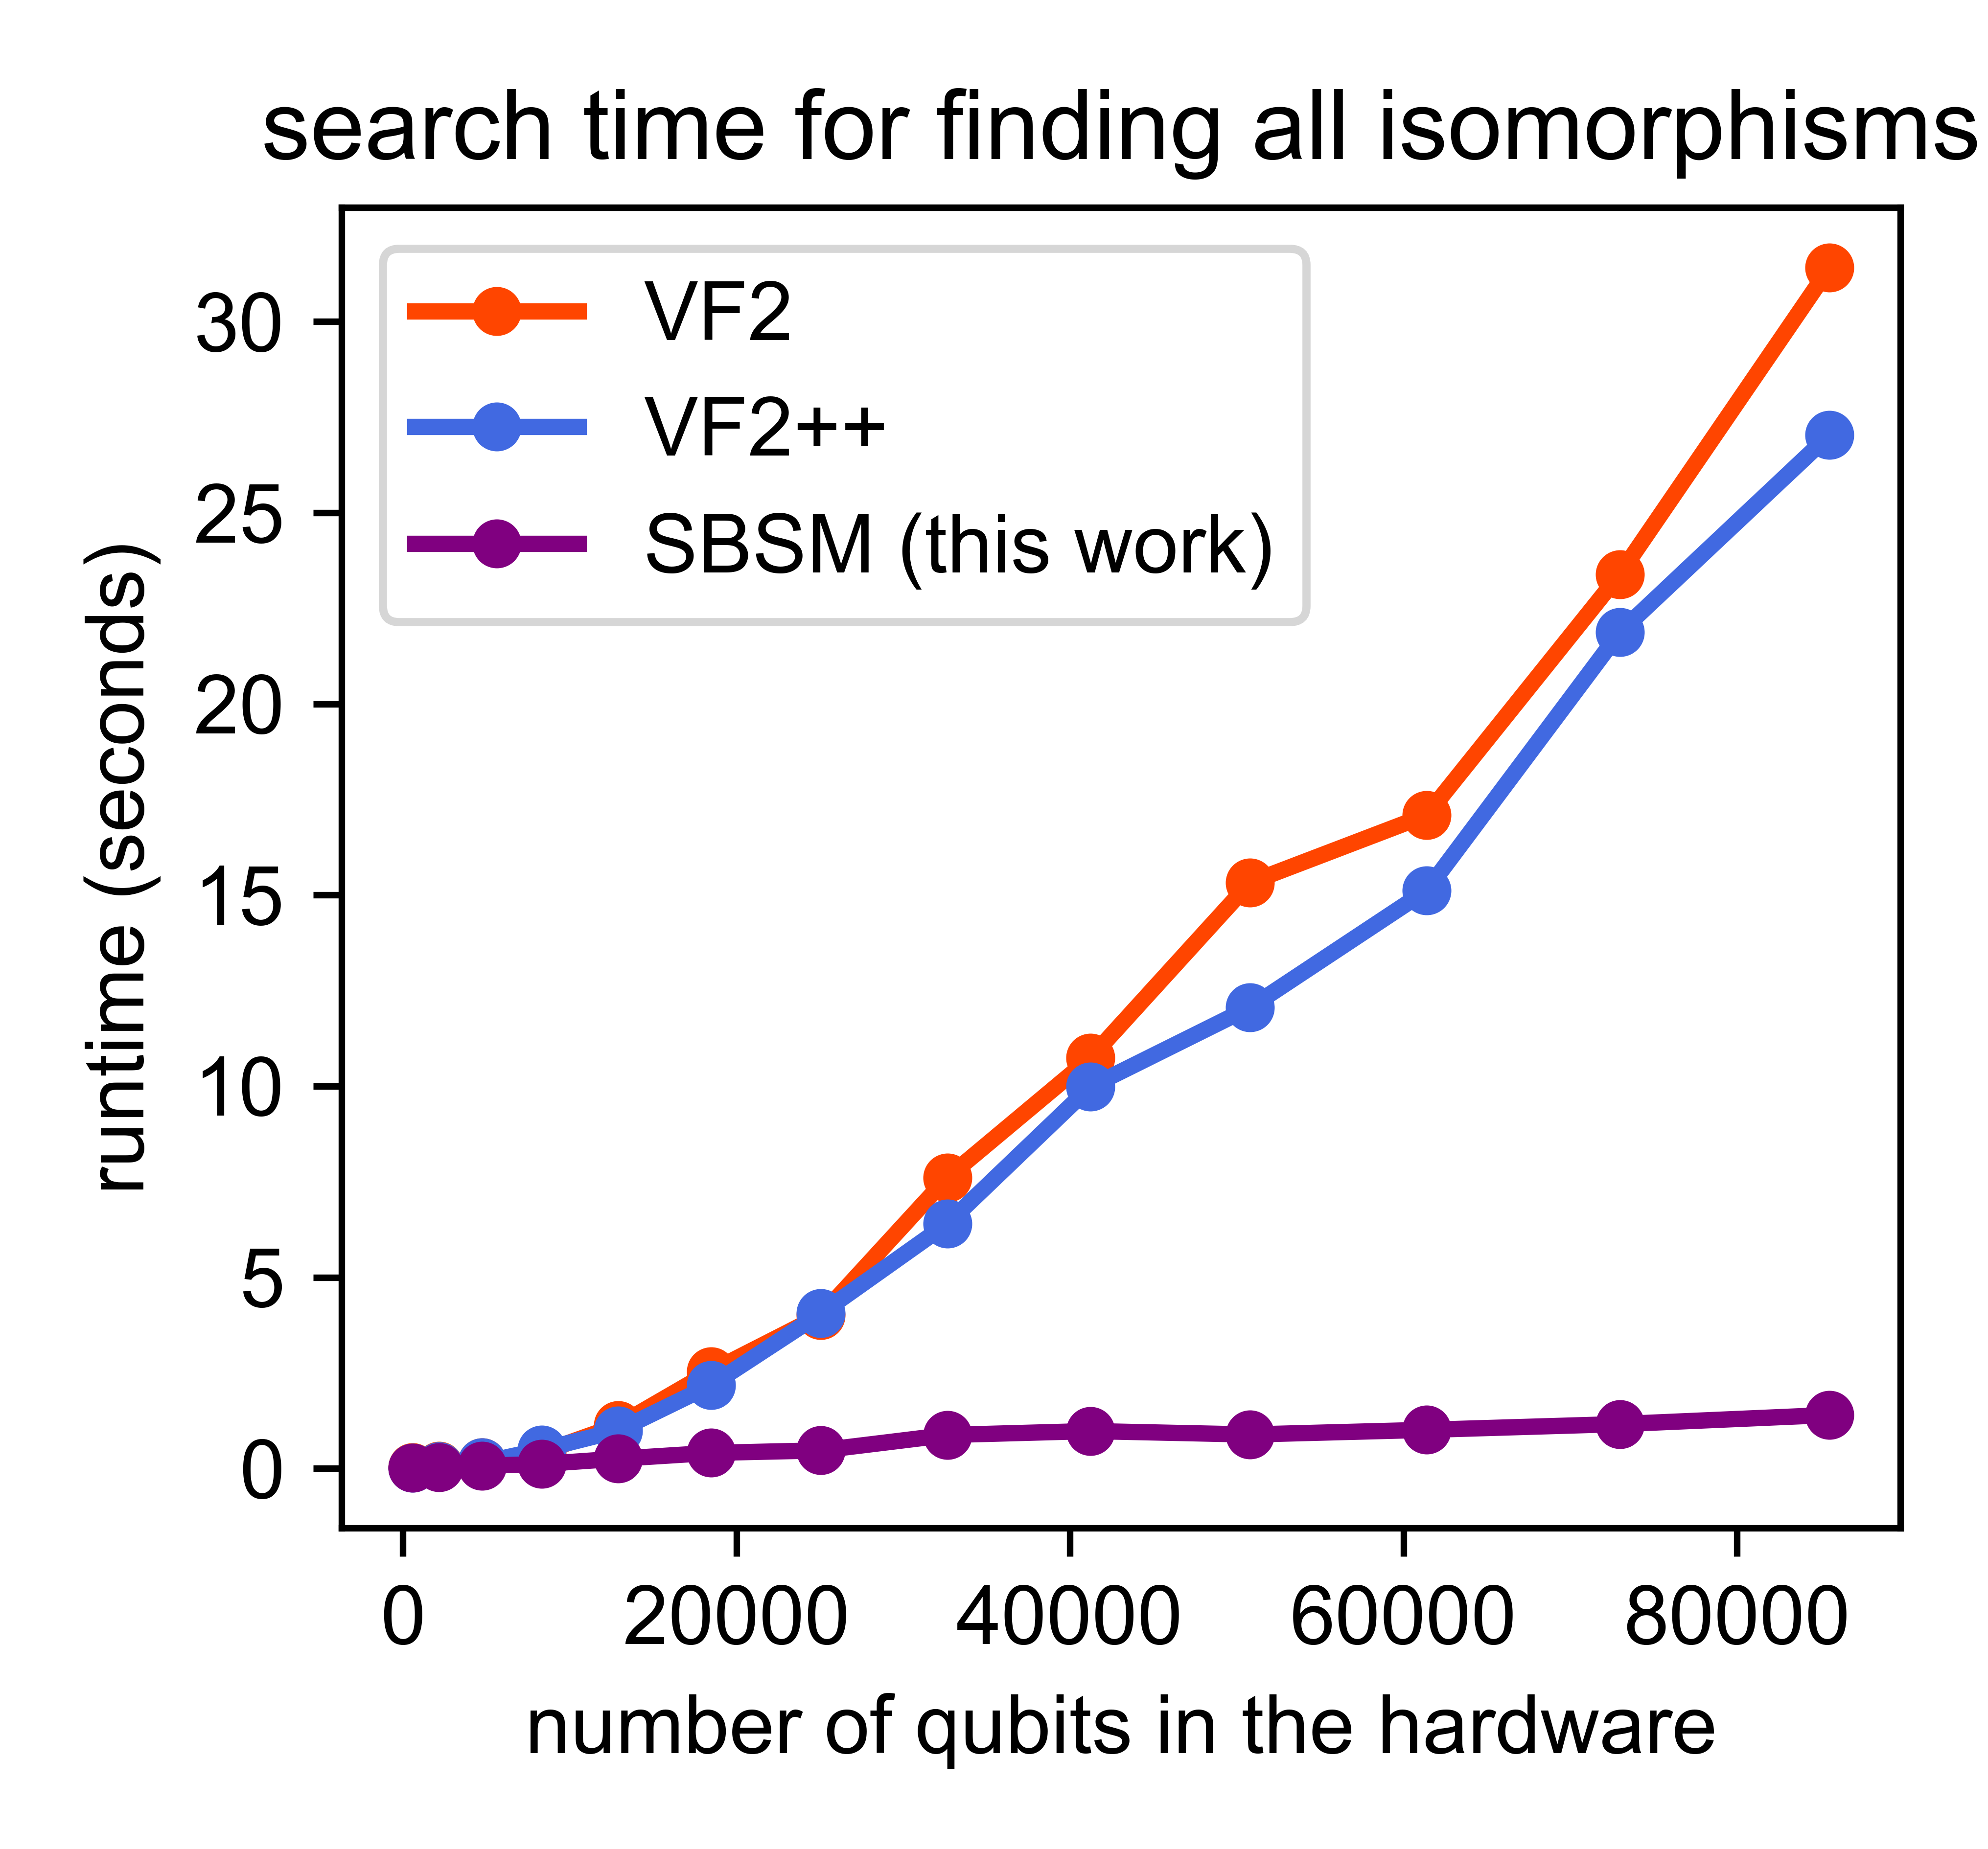 search time for finding all isomorphisms
VF2
VF2++
SBSM (this work)
runtime (seconds)
30
25
20
15
10
5
0
0 20000 40000 60000 80000
number of qubits in the hardware